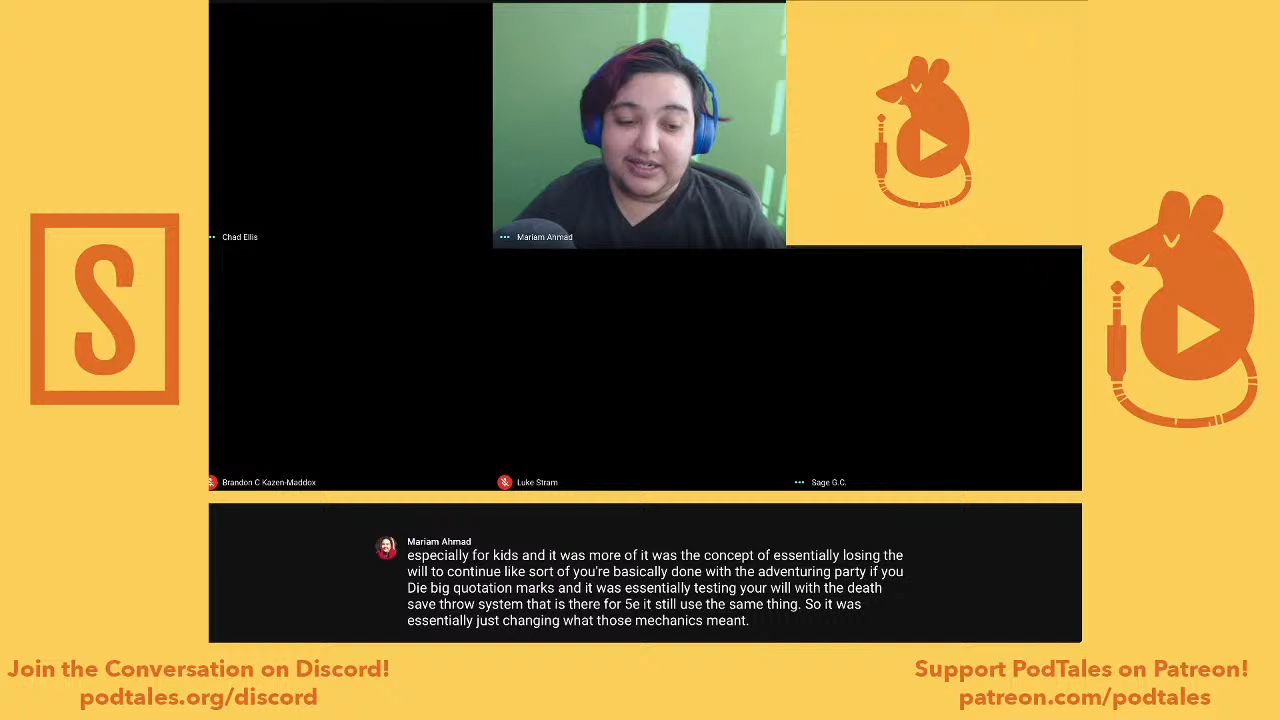 S
Chad Ellis
Mariam Ahmad
Brandon C Kazen-Maddox
Luke Stram
Sage G.C.
Mariam Ahmad
especially for kids and it was more of it was the concept of essentially losing the
will to continue like sort of you're basically done with the adventuring party if you
Die big quotation marks and it was essentially testing your will with the death
save throw system that is there for 5e it still use the same thing. So it was
essentially just changing what those mechanics meant.
Join the Conversation on Discord!
podtales.org/discord
Support PodTales on Patreon!
patreon.com/podtales